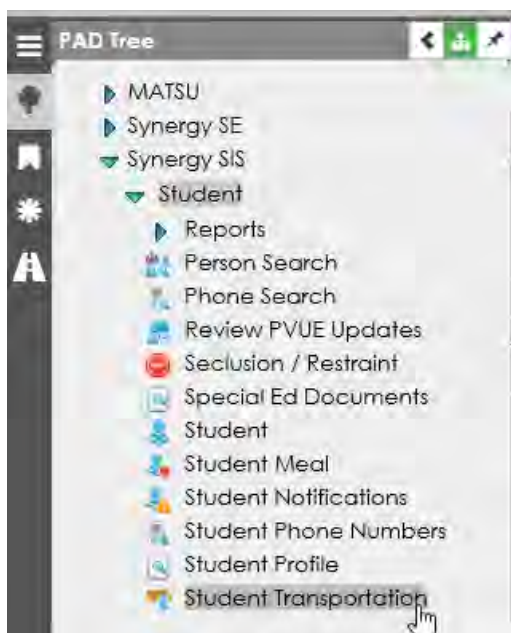 PAD Tree
MATSU
Synergy SE
Synergy SIS
Student
Reports
Person Search
Phone Search
Review PVUE Updates
Seclusion / Restraint
Special Ed Documents
Student
Student Meal
Student Notifications
Student Phone Numbers
Student Profile
Student Transportation